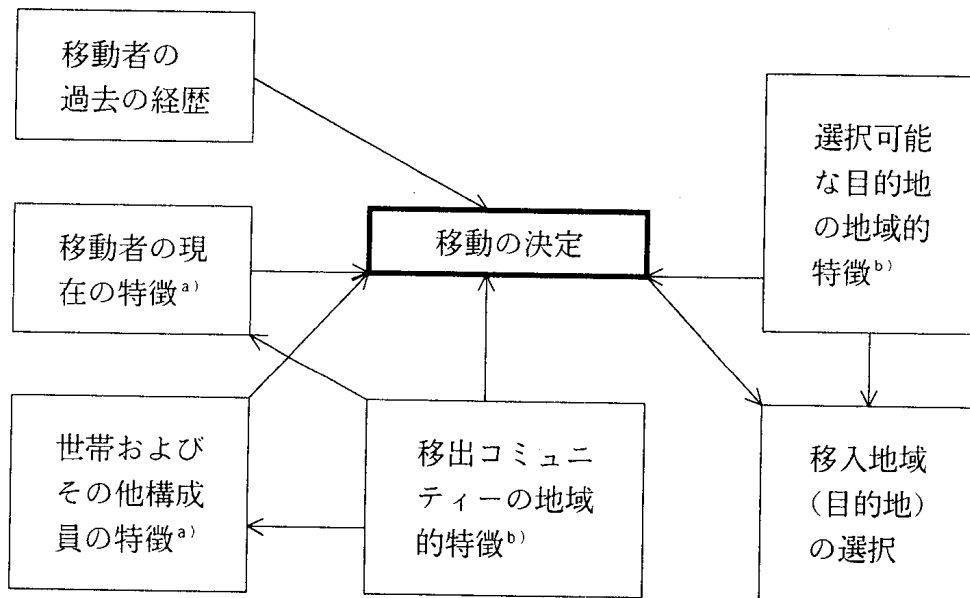 移動者の
過去の経歴
選択可能
な目的地
の地域的
特徴b)
移動の決定
移動者の現
在の特徴a)
世帯および
その他構成
員の特徴a)
移出コミュニ
ティーの地域
的特徴b)
移入地域
(目的地)
の選択